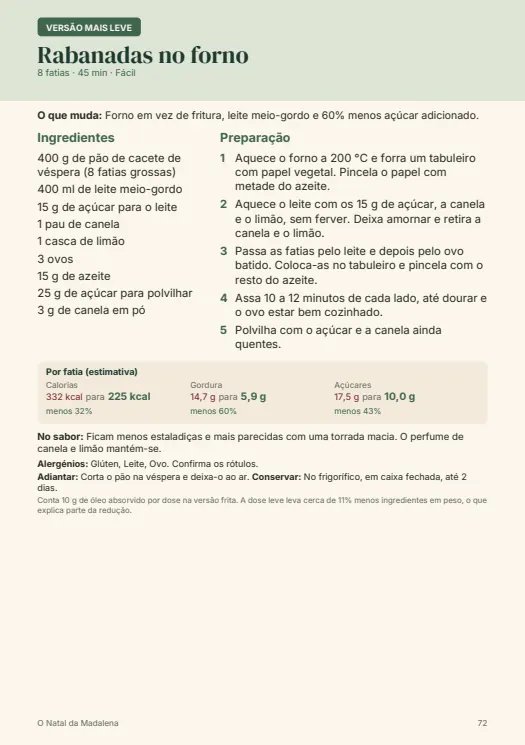 VERSÃO MAIS LEVE
Rabanadas no forno
8 fatias · 45 min · Fácil
O que muda: Forno em vez de fritura, leite meio-gordo e 60% menos açúcar adicionado.
Ingredientes
400 g de pão de cacete de
véspera (8 fatias grossas)
400 ml de leite meio-gordo
15 g de açúcar para o leite
1 pau de canela
1 casca de limão
3 ovos
15 g de azeite
25 g de açúcar para polvilhar
3 g de canela em pó
Preparação
1 Aquece o forno a 200 °C e forra um tabuleiro
com papel vegetal. Pincela o papel com
metade do azeite.
2 Aquece o leite com os 15 g de açúcar, a canela
e o limão, sem ferver. Deixa amornar e retira a
canela e o limão.
3 Passa as fatias pelo leite e depois pelo ovo
batido. Coloca-as no tabuleiro e pincela com o
resto do azeite.
4 Assa 10 a 12 minutos de cada lado, até dourar e
o ovo estar bem cozinhado.
5 Polvilha com o açúcar e a canela ainda
quentes.
Por fatia (estimativa)
Calorias
332 kcal para 225 kcal
menos 32%
Gordura
14,7 g para 5,9 g
menos 60%
Açúcares
17,5 g para 10,0 g
menos 43%
No sabor: Ficam menos estaladiças e mais parecidas com uma torrada macia. O perfume de
canela e limão mantém-se.
Alergénios: Glúten, Leite, Ovo. Confirma os rótulos.
Adiantar: Corta o pão na véspera e deixa-o ao ar. Conservar: No frigorífico, em caixa fechada, até 2
dias.
Conta 10 g de óleo absorvido por dose na versão frita. A dose leve leva cerca de 11% menos ingredientes em peso, o que
explica parte da redução.
O Natal da Madalena
72